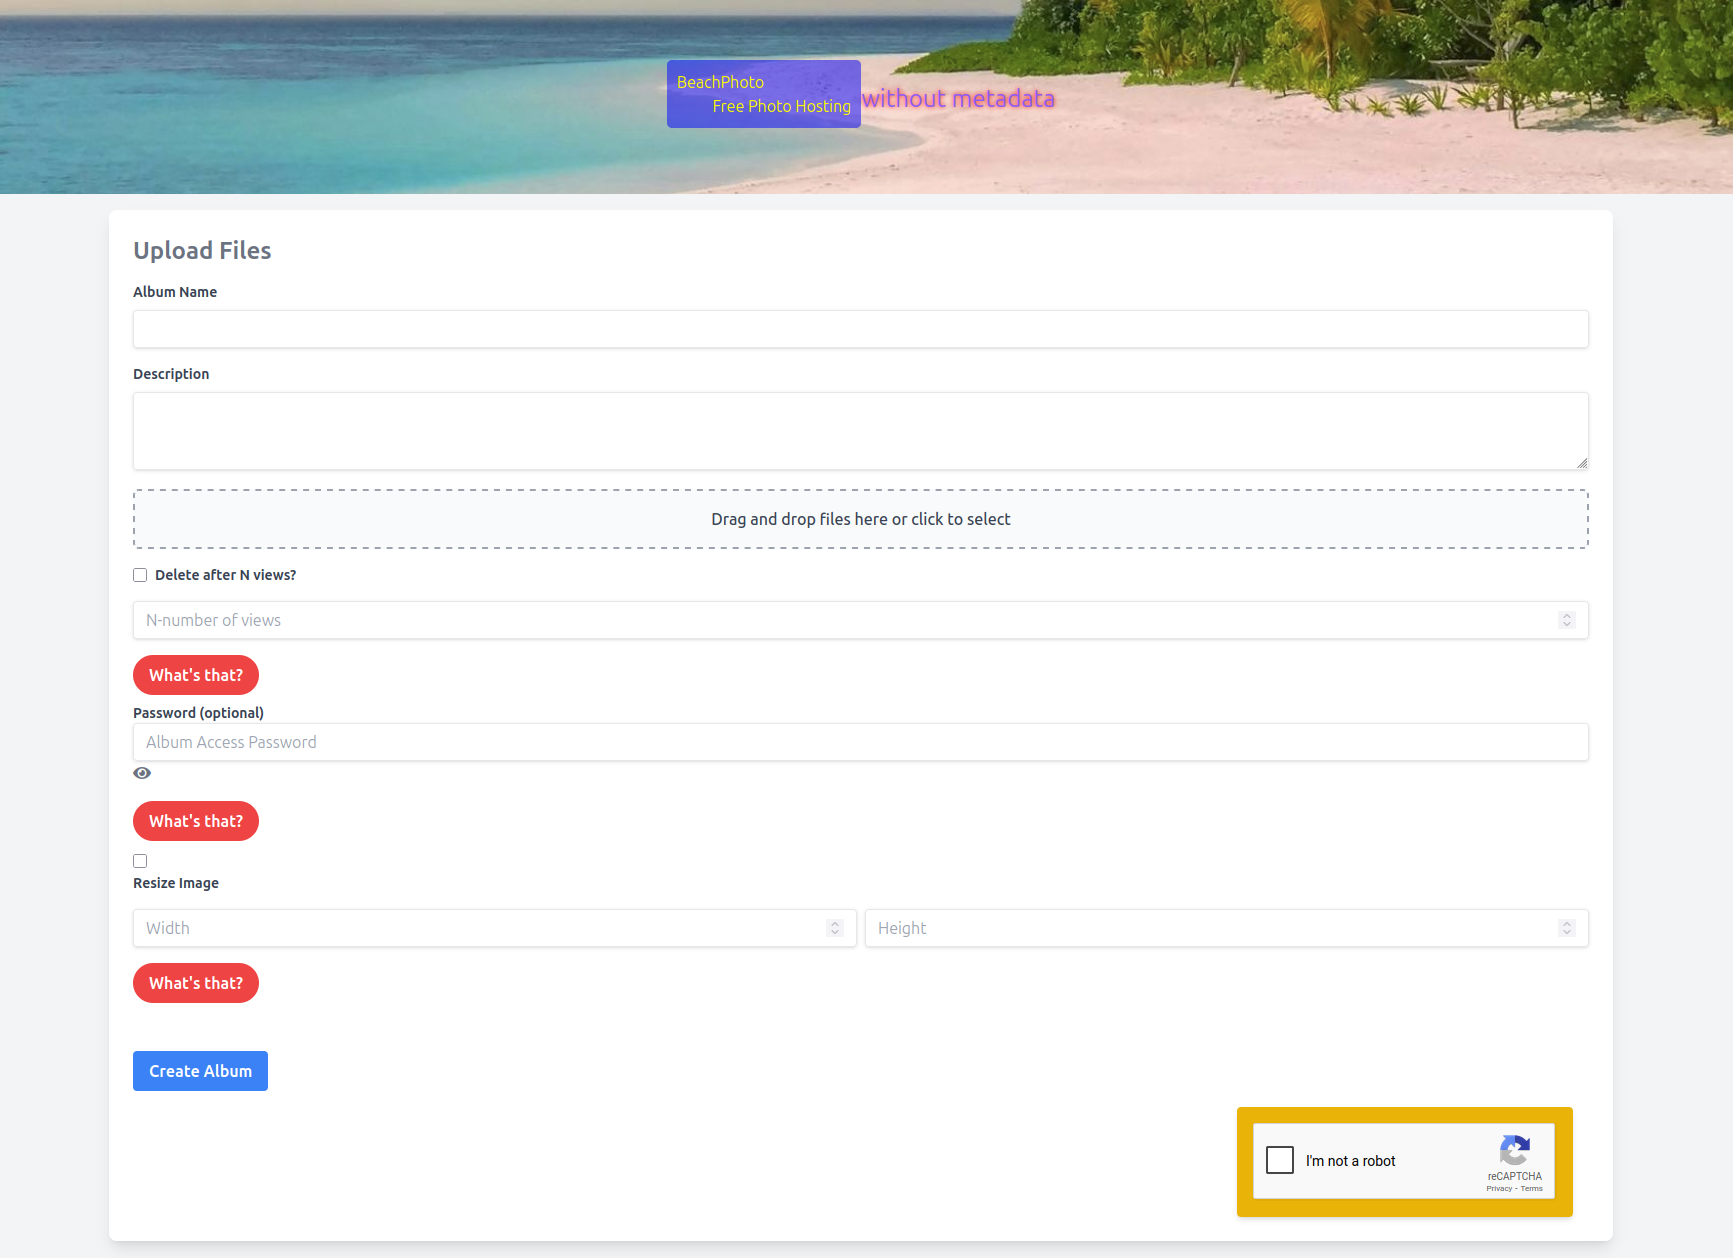 BeachPhoto
Free Photo Hosting
without metadata
Upload Files
Album Name
Description
Drag and drop files here or click to select
Delete after N views?
N-number of views
What's that?
Password (optional)
Album Access Password
What's that?
Resize Image
Width
Height
What's that?
Create Album
I'm not a robot
reCAPTCHA
Privacy - Terms